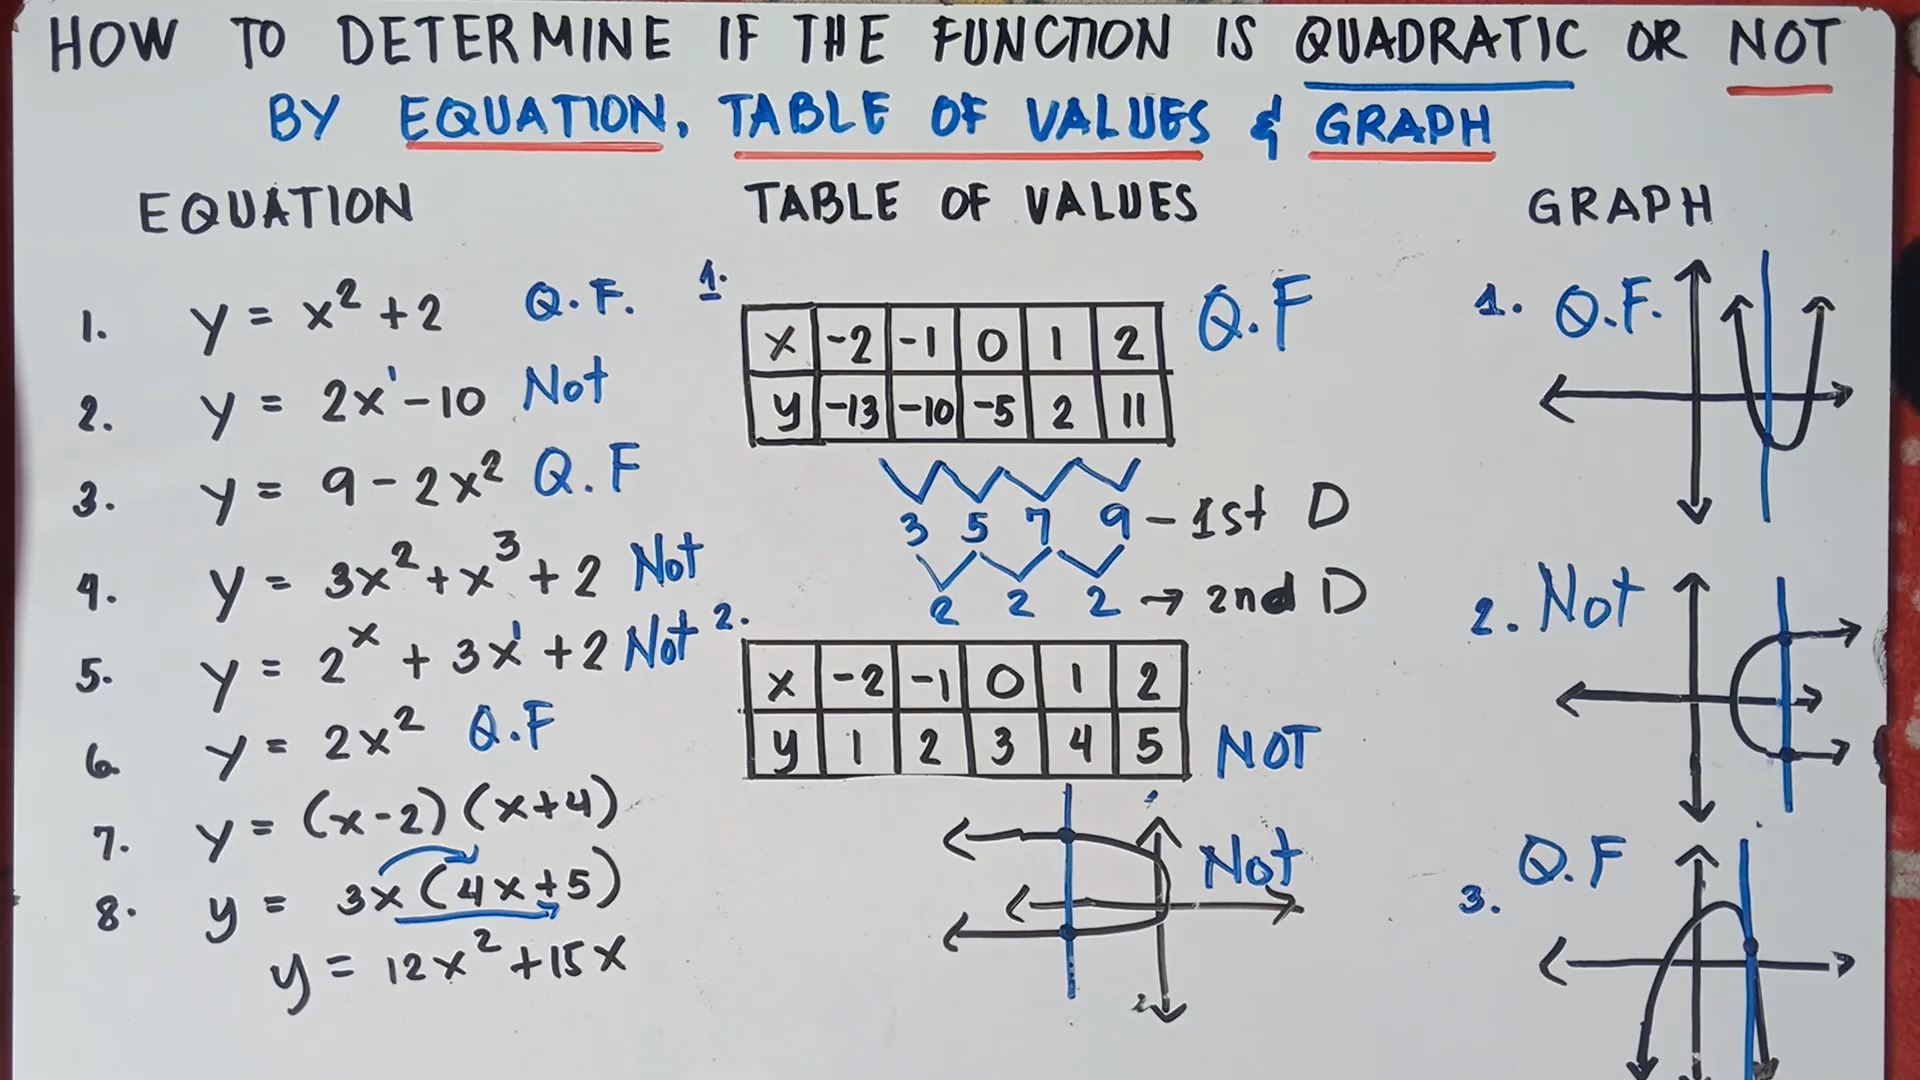 HOW TO DETERMINE IF THE FUNCTION IS QUADRATIC OR NOT
BY EQUATION, TABLE OF VALUES & GRAPH
EQUATION
1. y = x² + 2 Q.F.
2. y = 2x¹ - 10 Not
3. y = 9 - 2x² Q.F
4. y = 3x² + x³ + 2 Not
5. y = 2ˣ + 3x¹ + 2 Not
6. y = 2x² Q.F
7. y = (x-2)(x+4)
8. y = 3x(4x+5)
y = 12x² + 15x
TABLE OF VALUES
1.
x -2 -1 0 1 2
y -13 -10 -5 2 11
Q.F
3 5 7 9 - 1st D
2 2 2 → 2nd D
2.
x -2 -1 0 1 2
y 1 2 3 4 5
NOT
Not
GRAPH
1. Q.F.
2. Not
3. Q.F